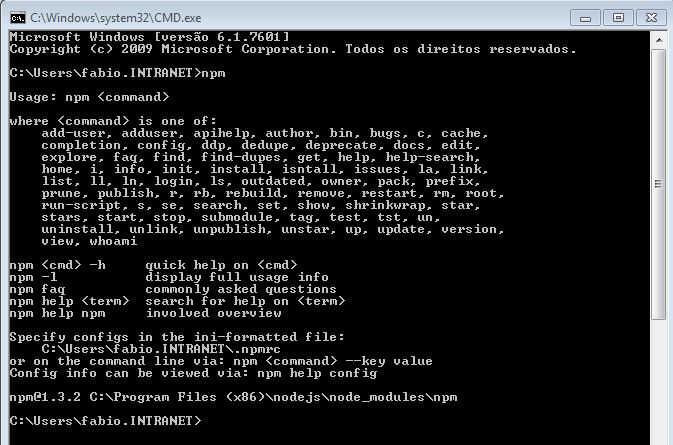 C:\Windows\system32\CMD.exe
Microsoft Windows [versão 6.1.7601]
Copyright (c) 2009 Microsoft Corporation. Todos os direitos reservados.
C:\Users\fabio.INTRANET>npm
Usage: npm <command>
where <command> is one of:
    add-user, adduser, apihelp, author, bin, bugs, c, cache,
    completion, config, ddp, dedupe, deprecate, docs, edit,
    explore, faq, find, find-dupes, get, help, help-search,
    home, i, info, init, install, isntall, issues, la, link,
    list, ll, ln, login, ls, outdated, owner, pack, prefix,
    prune, publish, r, rb, rebuild, remove, restart, rm, root,
    run-script, s, se, search, set, show, shrinkwrap, star,
    stars, start, stop, submodule, tag, test, tst, un,
    uninstall, unlink, unpublish, unstar, up, update, version,
    view, whoami
npm <cmd> -h     quick help on <cmd>
npm -l           display full usage info
npm faq          commonly asked questions
npm help <term>  search for help on <term>
npm help npm     involved overview
Specify configs in the ini-formatted file:
    C:\Users\fabio.INTRANET\.npmrc
or on the command line via: npm <command> --key value
Config info can be viewed via: npm help config
npm@1.3.2 C:\Program Files (x86)\nodejs\node_modules\npm
C:\Users\fabio.INTRANET>